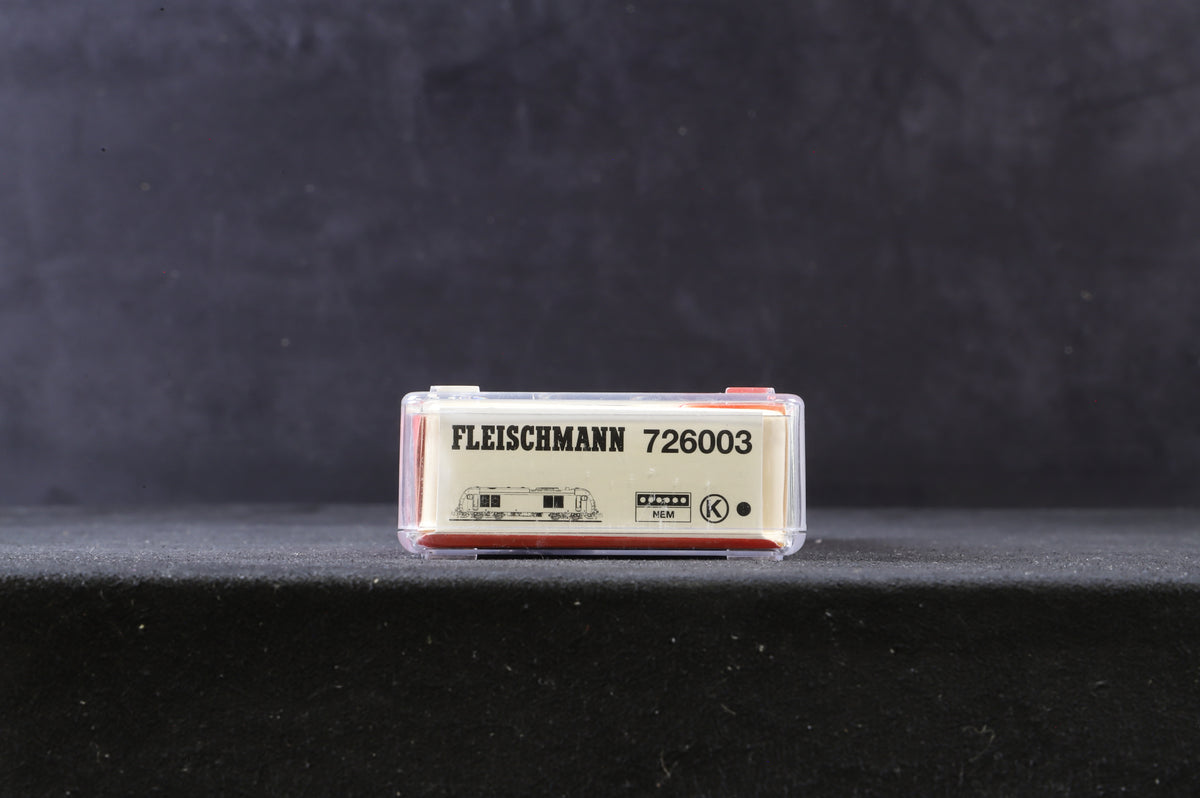 FLEISCHMANN 726003
NEM K